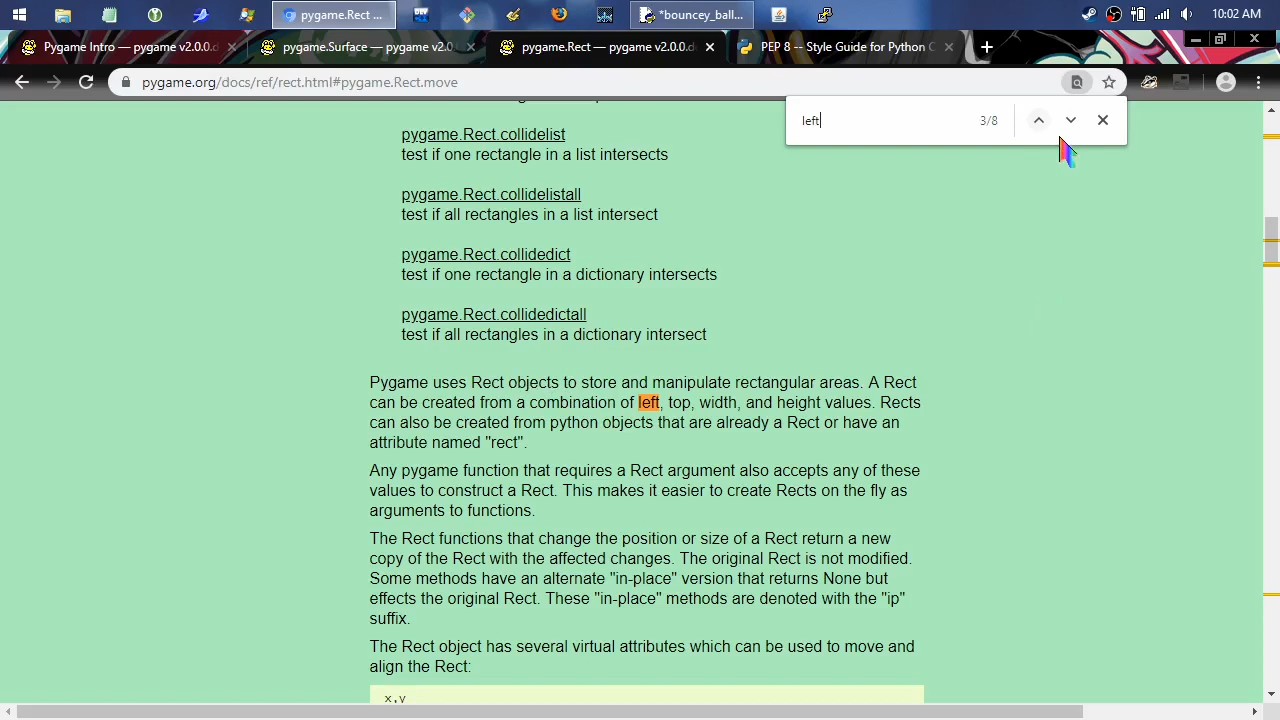 pygame.Rect ...
*bouncey_ball...
10:02 AM
Pygame Intro — pygame v2.0.0.d
pygame.Surface — pygame v2.0
pygame.Rect — pygame v2.0.0.d
PEP 8 -- Style Guide for Python C
pygame.org/docs/ref/rect.html#pygame.Rect.move
left
3/8
pygame.Rect.collidelist
test if one rectangle in a list intersects
pygame.Rect.collidelistall
test if all rectangles in a list intersect
pygame.Rect.collidedict
test if one rectangle in a dictionary intersects
pygame.Rect.collidedictall
test if all rectangles in a dictionary intersect
Pygame uses Rect objects to store and manipulate rectangular areas. A Rect
can be created from a combination of left, top, width, and height values. Rects
can also be created from python objects that are already a Rect or have an
attribute named "rect".
Any pygame function that requires a Rect argument also accepts any of these
values to construct a Rect. This makes it easier to create Rects on the fly as
arguments to functions.
The Rect functions that change the position or size of a Rect return a new
copy of the Rect with the affected changes. The original Rect is not modified.
Some methods have an alternate "in-place" version that returns None but
effects the original Rect. These "in-place" methods are denoted with the "ip"
suffix.
The Rect object has several virtual attributes which can be used to move and
align the Rect:
x,y